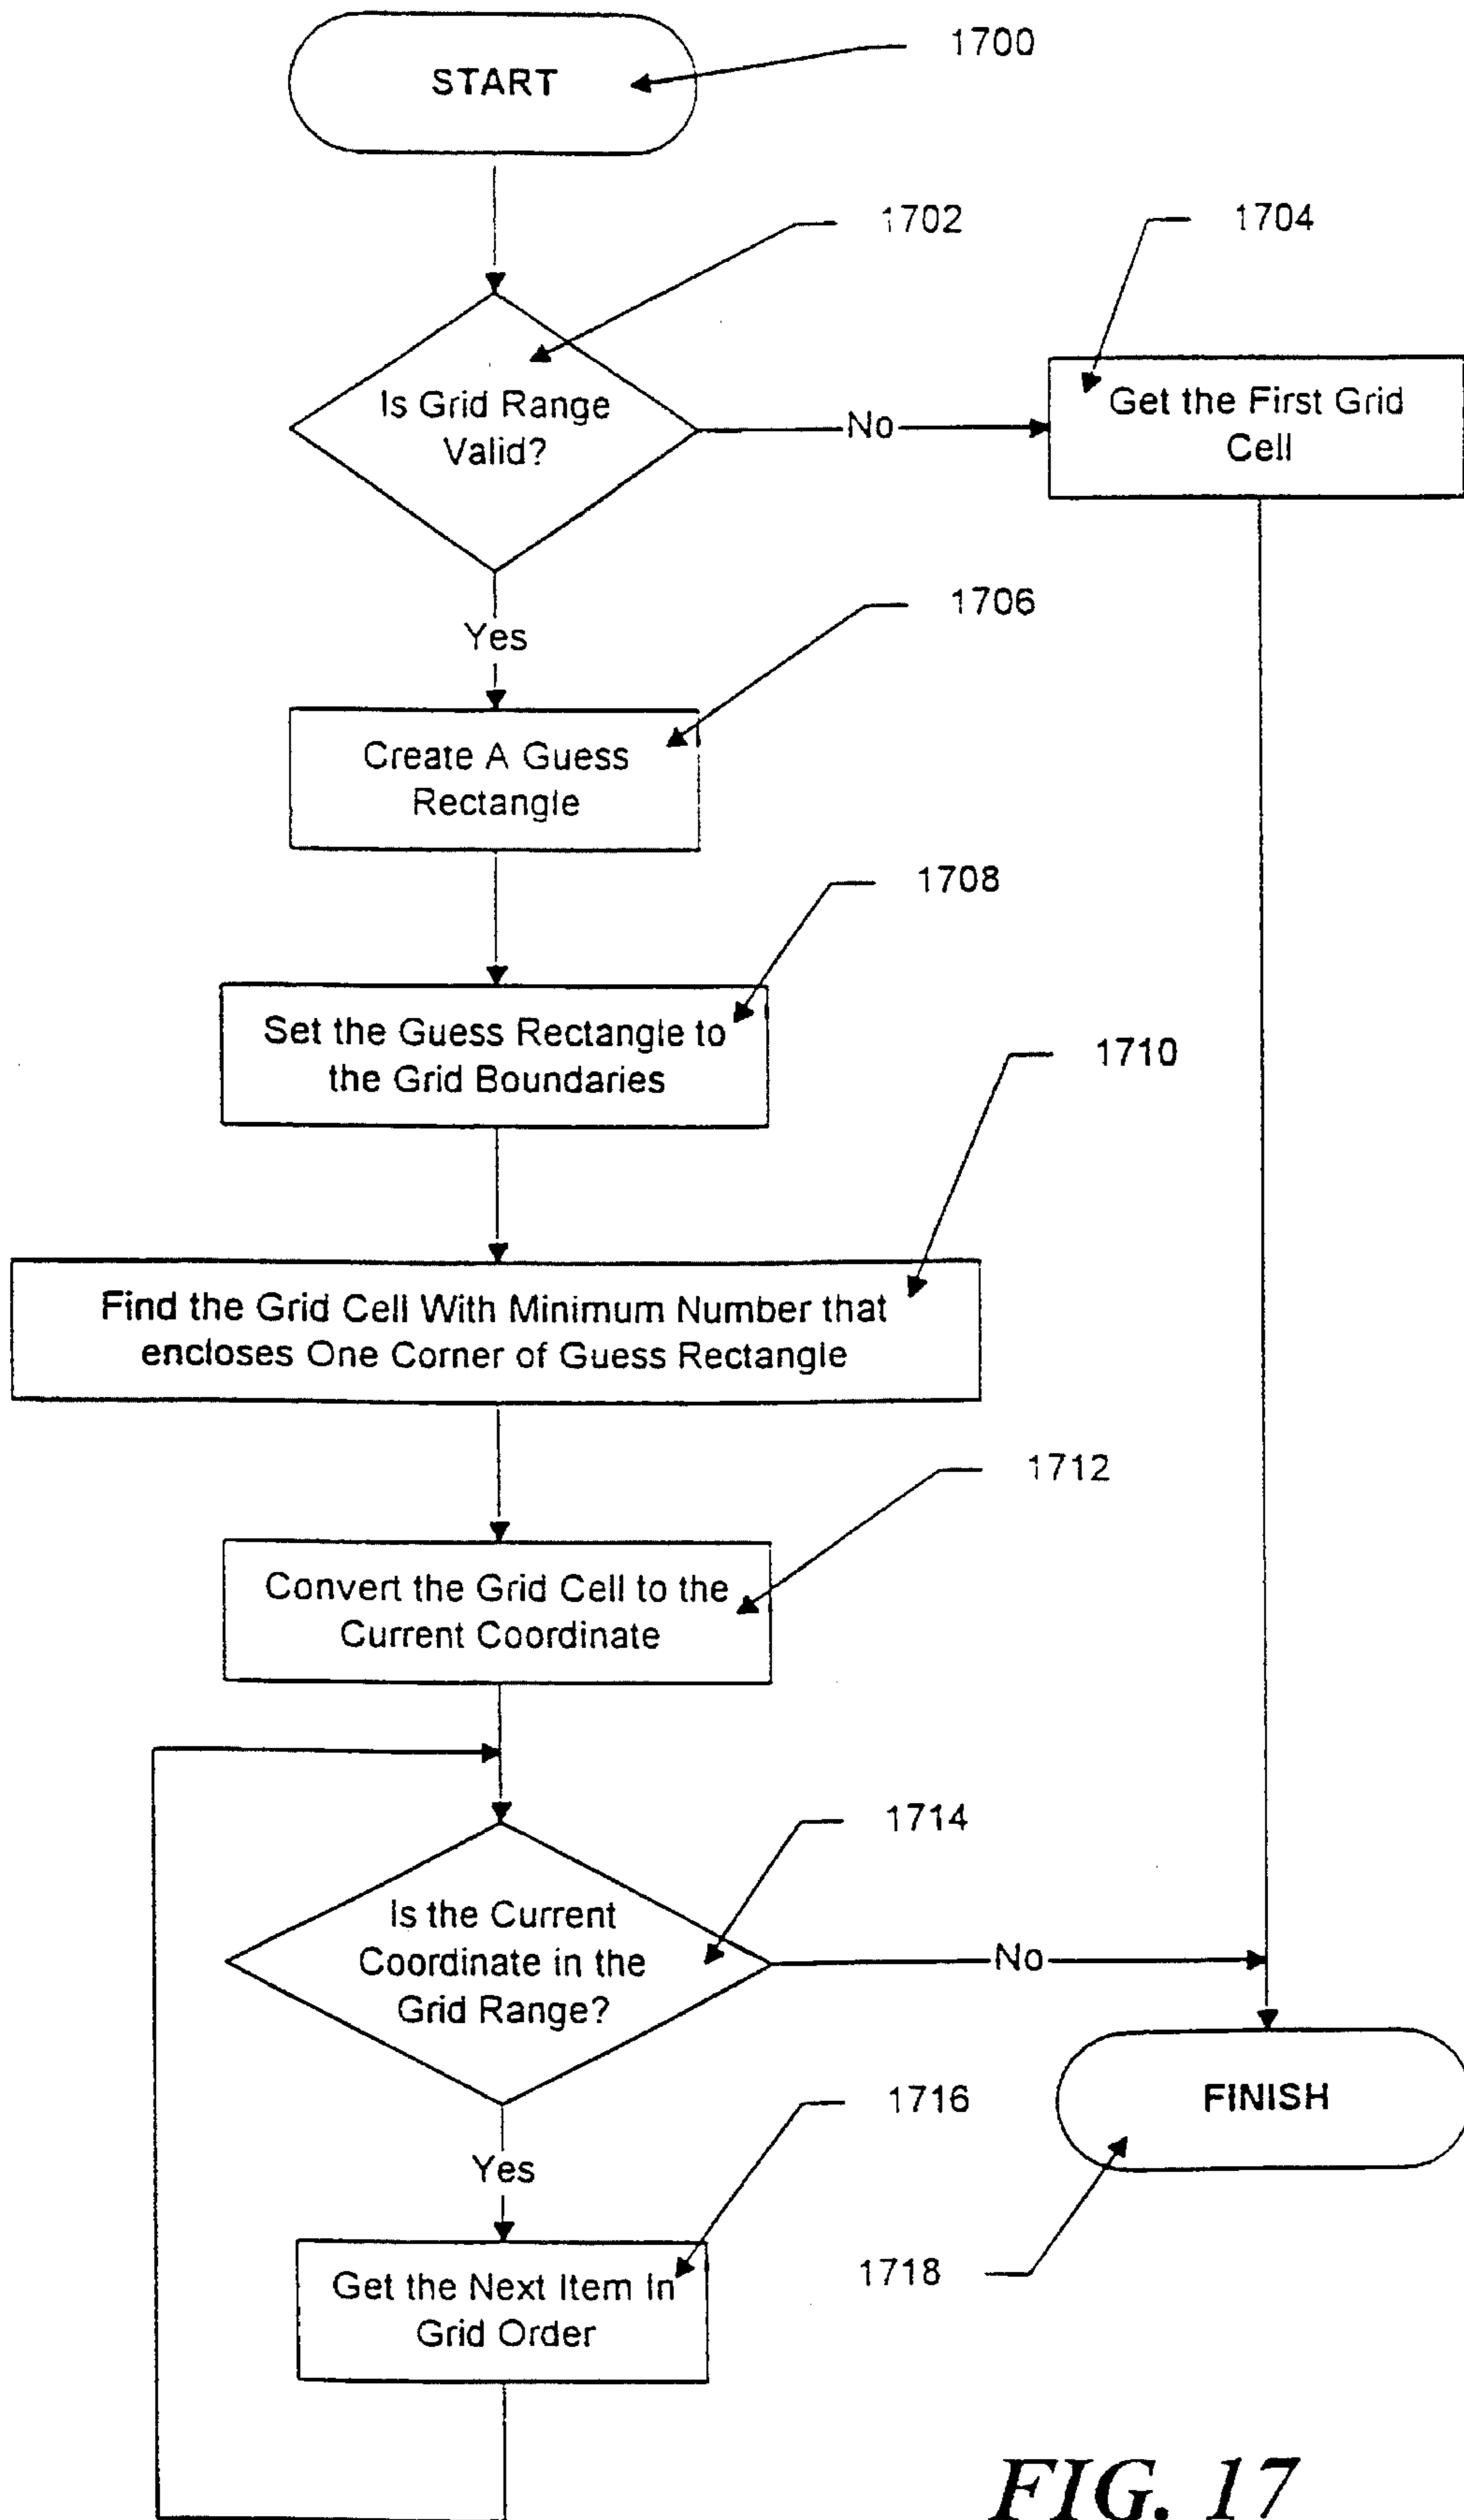 START
1700
1702
1704
Is Grid Range
Valid?
No
Get the First Grid
Cell
Yes
1706
Create A Guess
Rectangle
1708
Set the Guess Rectangle to
the Grid Boundaries
1710
Find the Grid Cell With Minimum Number that
encloses One Corner of Guess Rectangle
1712
Convert the Grid Cell to the
Current Coordinate
1714
Is the Current
Coordinate in the
Grid Range?
No
1716
FINISH
Yes
1718
Get the Next Item In
Grid Order
FIG. 17